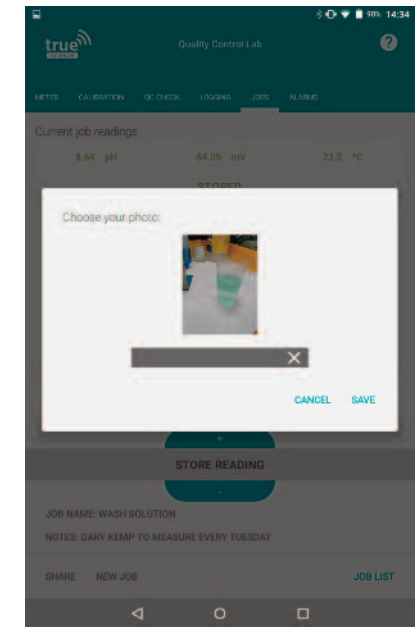 90% 14:34
true Quality Control Lab ?
SCIENCE
METER CALIBRATION QC CHECK LOGGING JOBS ALARMS
Current job readings
8.64 pH -84.05 mV 23.2 °C
STORED
Choose your photo:
CANCEL SAVE
+
STORE READING
-
JOB NAME: WASH SOLUTION
NOTES: GARY KEMP TO MEASURE EVERY TUESDAY
SHARE NEW JOB JOB LIST